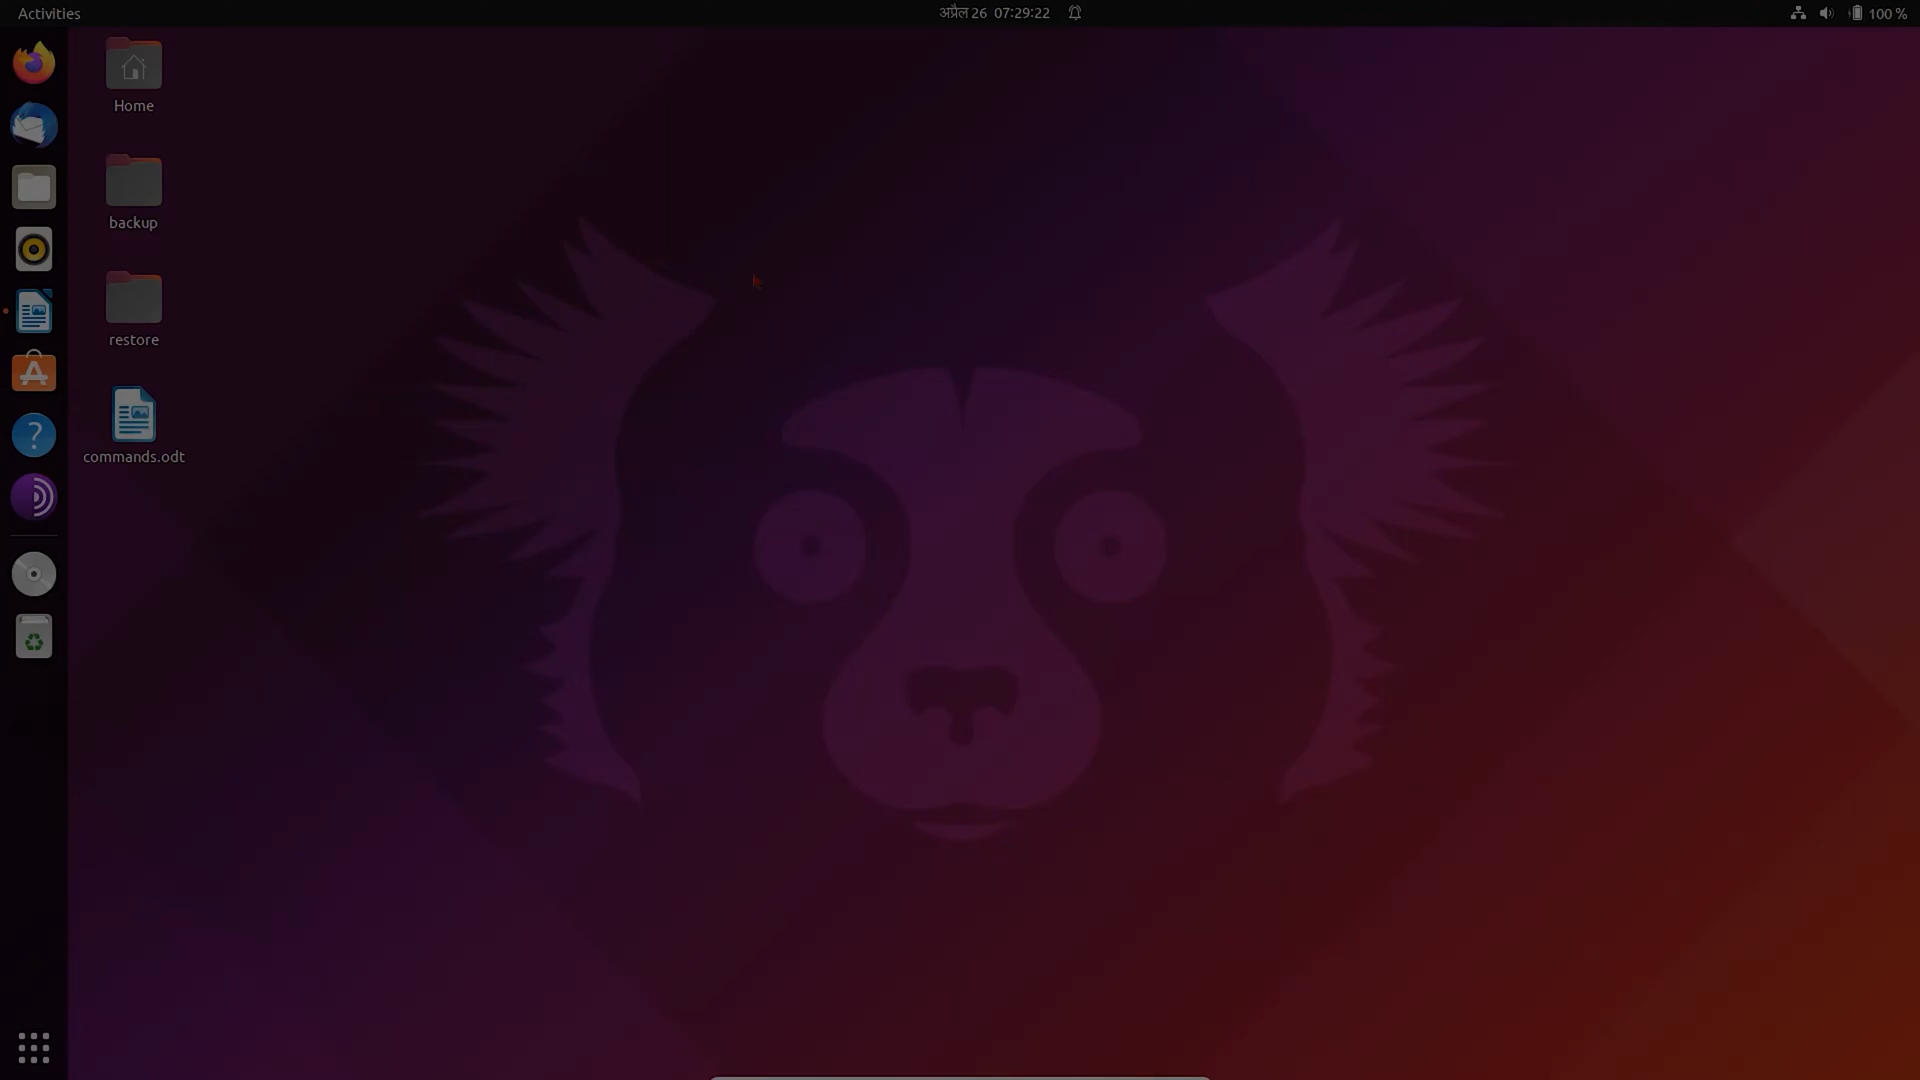 Activities
अप्रैल 26 07:29:22
100 %
Home
backup
restore
commands.odt